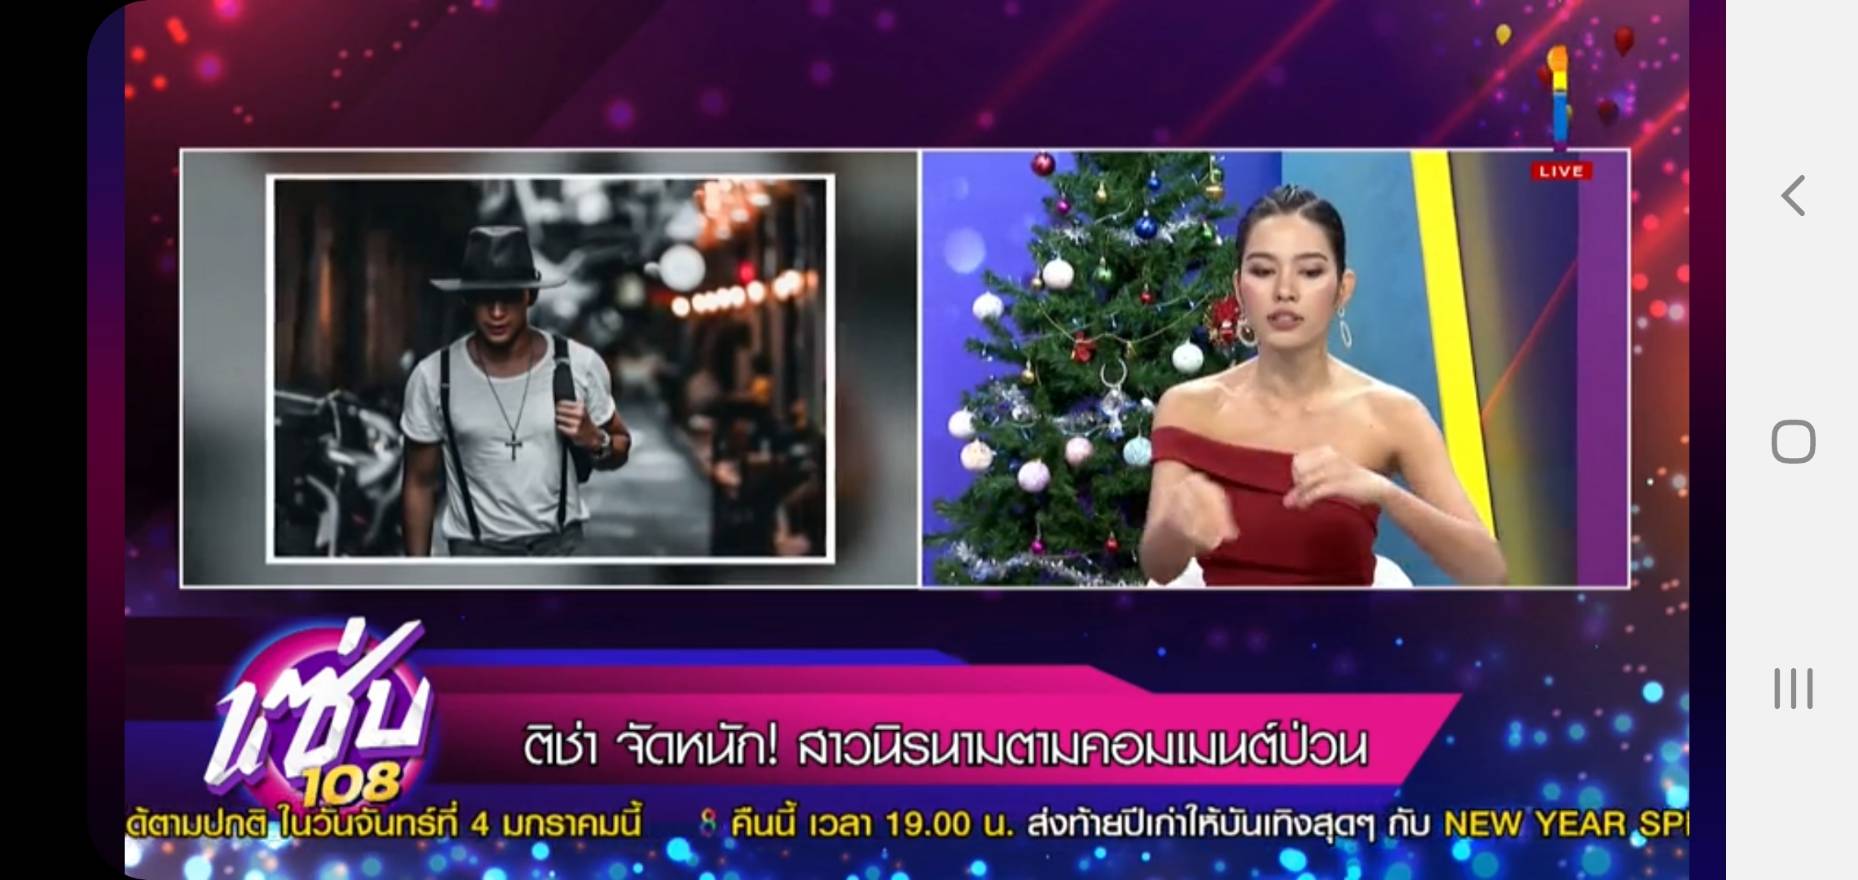 LIVE
แซ่บ
108
ติช่า จัดหนัก! สาวนิรนามตามคอมเมนต์ป่วน
ด้ตามปกติ ในวันจันทร์ที่ 4 มกราคมนี้ 8 คืนนี้ เวลา 19.00 น. ส่งท้ายปีเก่าให้บันเทิงสุดๆ กับ NEW YEAR SP